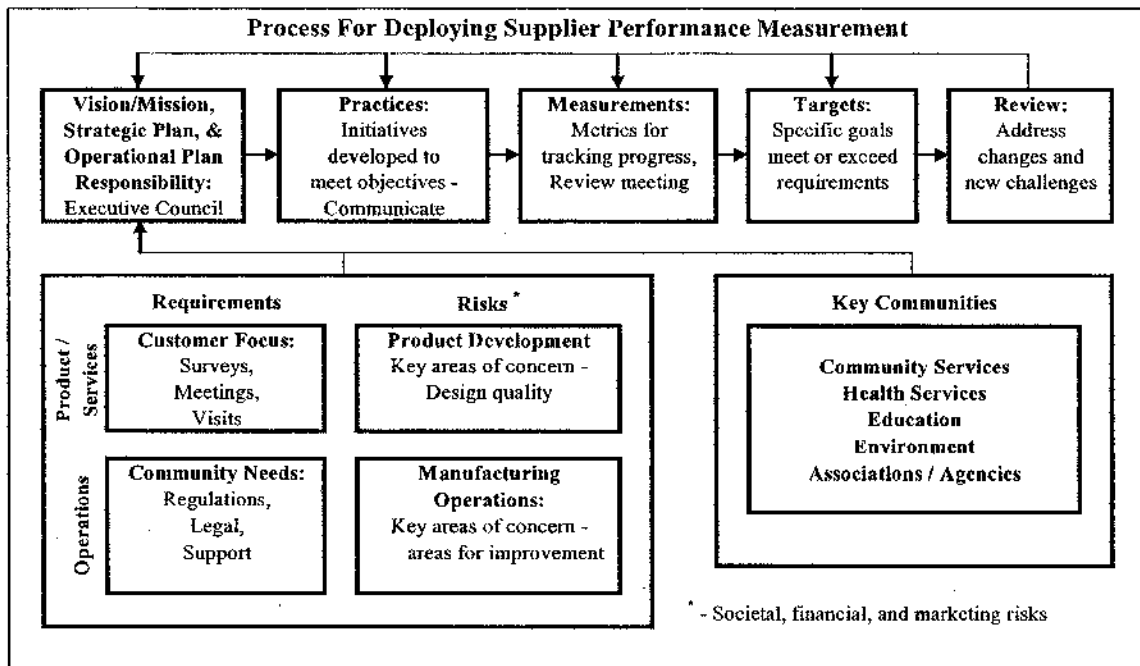 Process For Deploying Supplier Performance Measurement
Vision/Mission,
Strategic Plan, &
Operational Plan
Responsibility:
Executive Council
Practices:
Initiatives
developed to
meet objectives -
Communicate
Measurements:
Metrics for
tracking progress,
Review meeting
Targets:
Specific goals
meet or exceed
requirements
Review:
Address
changes and
new challenges
Requirements
Risks *
Product /
Services
Customer Focus:
Surveys,
Meetings,
Visits
Product Development
Key areas of concern -
Design quality
Operations
Community Needs:
Regulations,
Legal,
Support
Manufacturing
Operations:
Key areas of concern -
areas for improvement
Key Communities
Community Services
Health Services
Education
Environment
Associations / Agencies
* - Societal, financial, and marketing risks